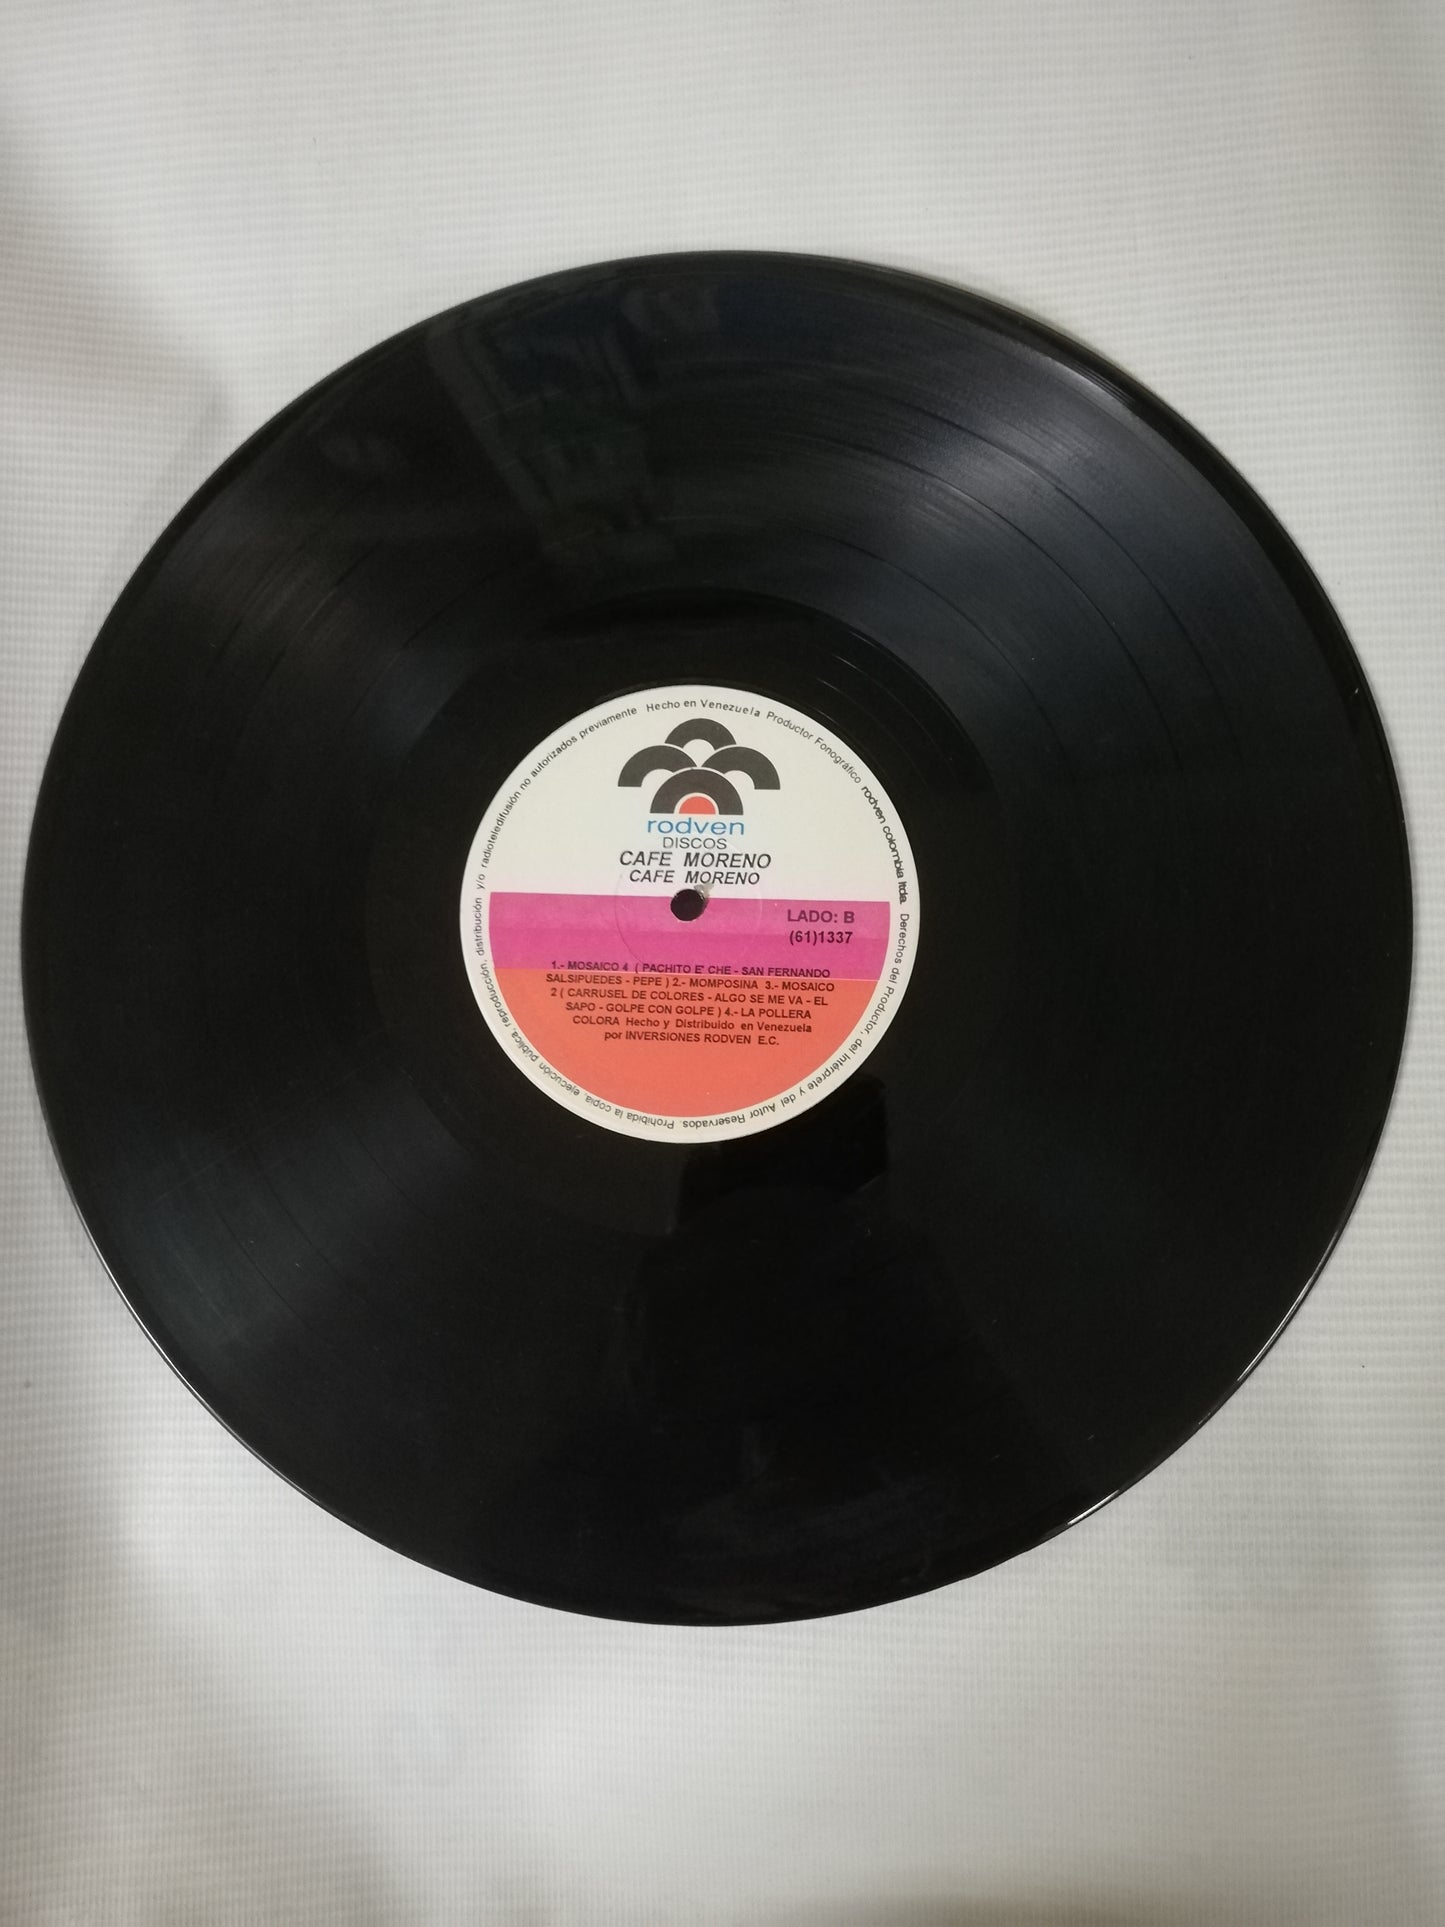 Hecho en Venezuela Productor Fonográfico rodven colombia ltda. Derechos del Productor, del Intérprete y del Autor Reservados. Prohibida la copia, ejecución pública, reproducción, distribución y/o radioteledifusión no autorizados previamente
rodven
DISCOS
CAFE MORENO
CAFE MORENO
LADO: B
(61)1337
1.- MOSAICO 4 ( PACHITO E' CHE - SAN FERNANDO
SALSIPUEDES - PEPE ) 2.- MOMPOSINA 3.- MOSAICO
2 ( CARRUSEL DE COLORES - ALGO SE ME VA - EL
SAPO - GOLPE CON GOLPE ) 4.- LA POLLERA
COLORA Hecho y Distribuido en Venezuela
por INVERSIONES RODVEN E.C.